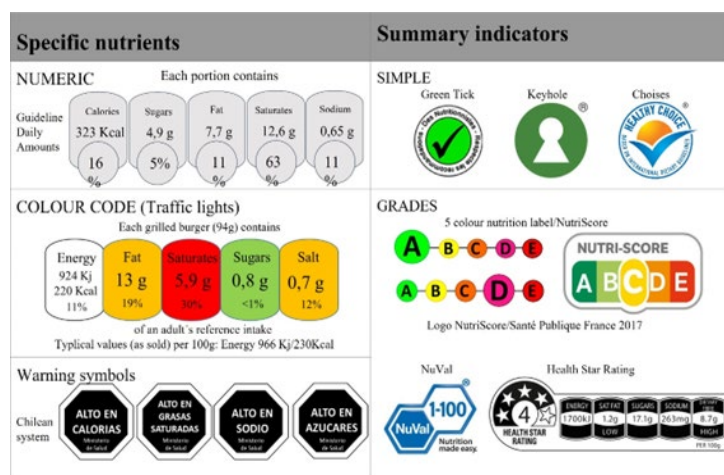 Specific nutrients
NUMERIC
Each portion contains
Guideline
Daily
Amounts
Calories
323 Kcal
16
%
Sugars
4,9 g
5%
Fat
7,7 g
11
%
Saturates
12,6 g
63
%
Sodium
0,65 g
11
%
COLOUR CODE (Traffic lights)
Each grilled burger (94g) contains
Energy
924 Kj
220 Kcal
11%
Fat
13 g
19%
Saturates
5,9 g
30%
Sugars
0,8 g
<1%
Salt
0,7 g
12%
of an adult´s reference intake
Typlical values (as sold) per 100g: Energy 966 Kj/230Kcal
Warning symbols
Chilean
system
ALTO EN
CALORIAS
Ministerio
de Salud
ALTO EN
GRASAS
SATURADAS
Ministerio
de Salud
ALTO EN
SODIO
Ministerio
de Salud
ALTO EN
AZUCARES
Ministerio
de Salud
Summary indicators
SIMPLE
Green Tick
Keyhole
®
Choises
HEALTHY CHOICE
GRADES
5 colour nutrition label/NutriScore
A B C D E
A B C D E
NUTRI-SCORE
A B C D E
Logo NutriScore/Santé Publique France 2017
NuVal
1-100
NuVal
Nutrition
made easy.
Health Star Rating
4
HEALTH STAR
RATING
ENERGY
1700kJ
SAT FAT
1.2g
LOW
SUGARS
17.1g
SODIUM
263mg
8.7g
HIGH
PER 100g